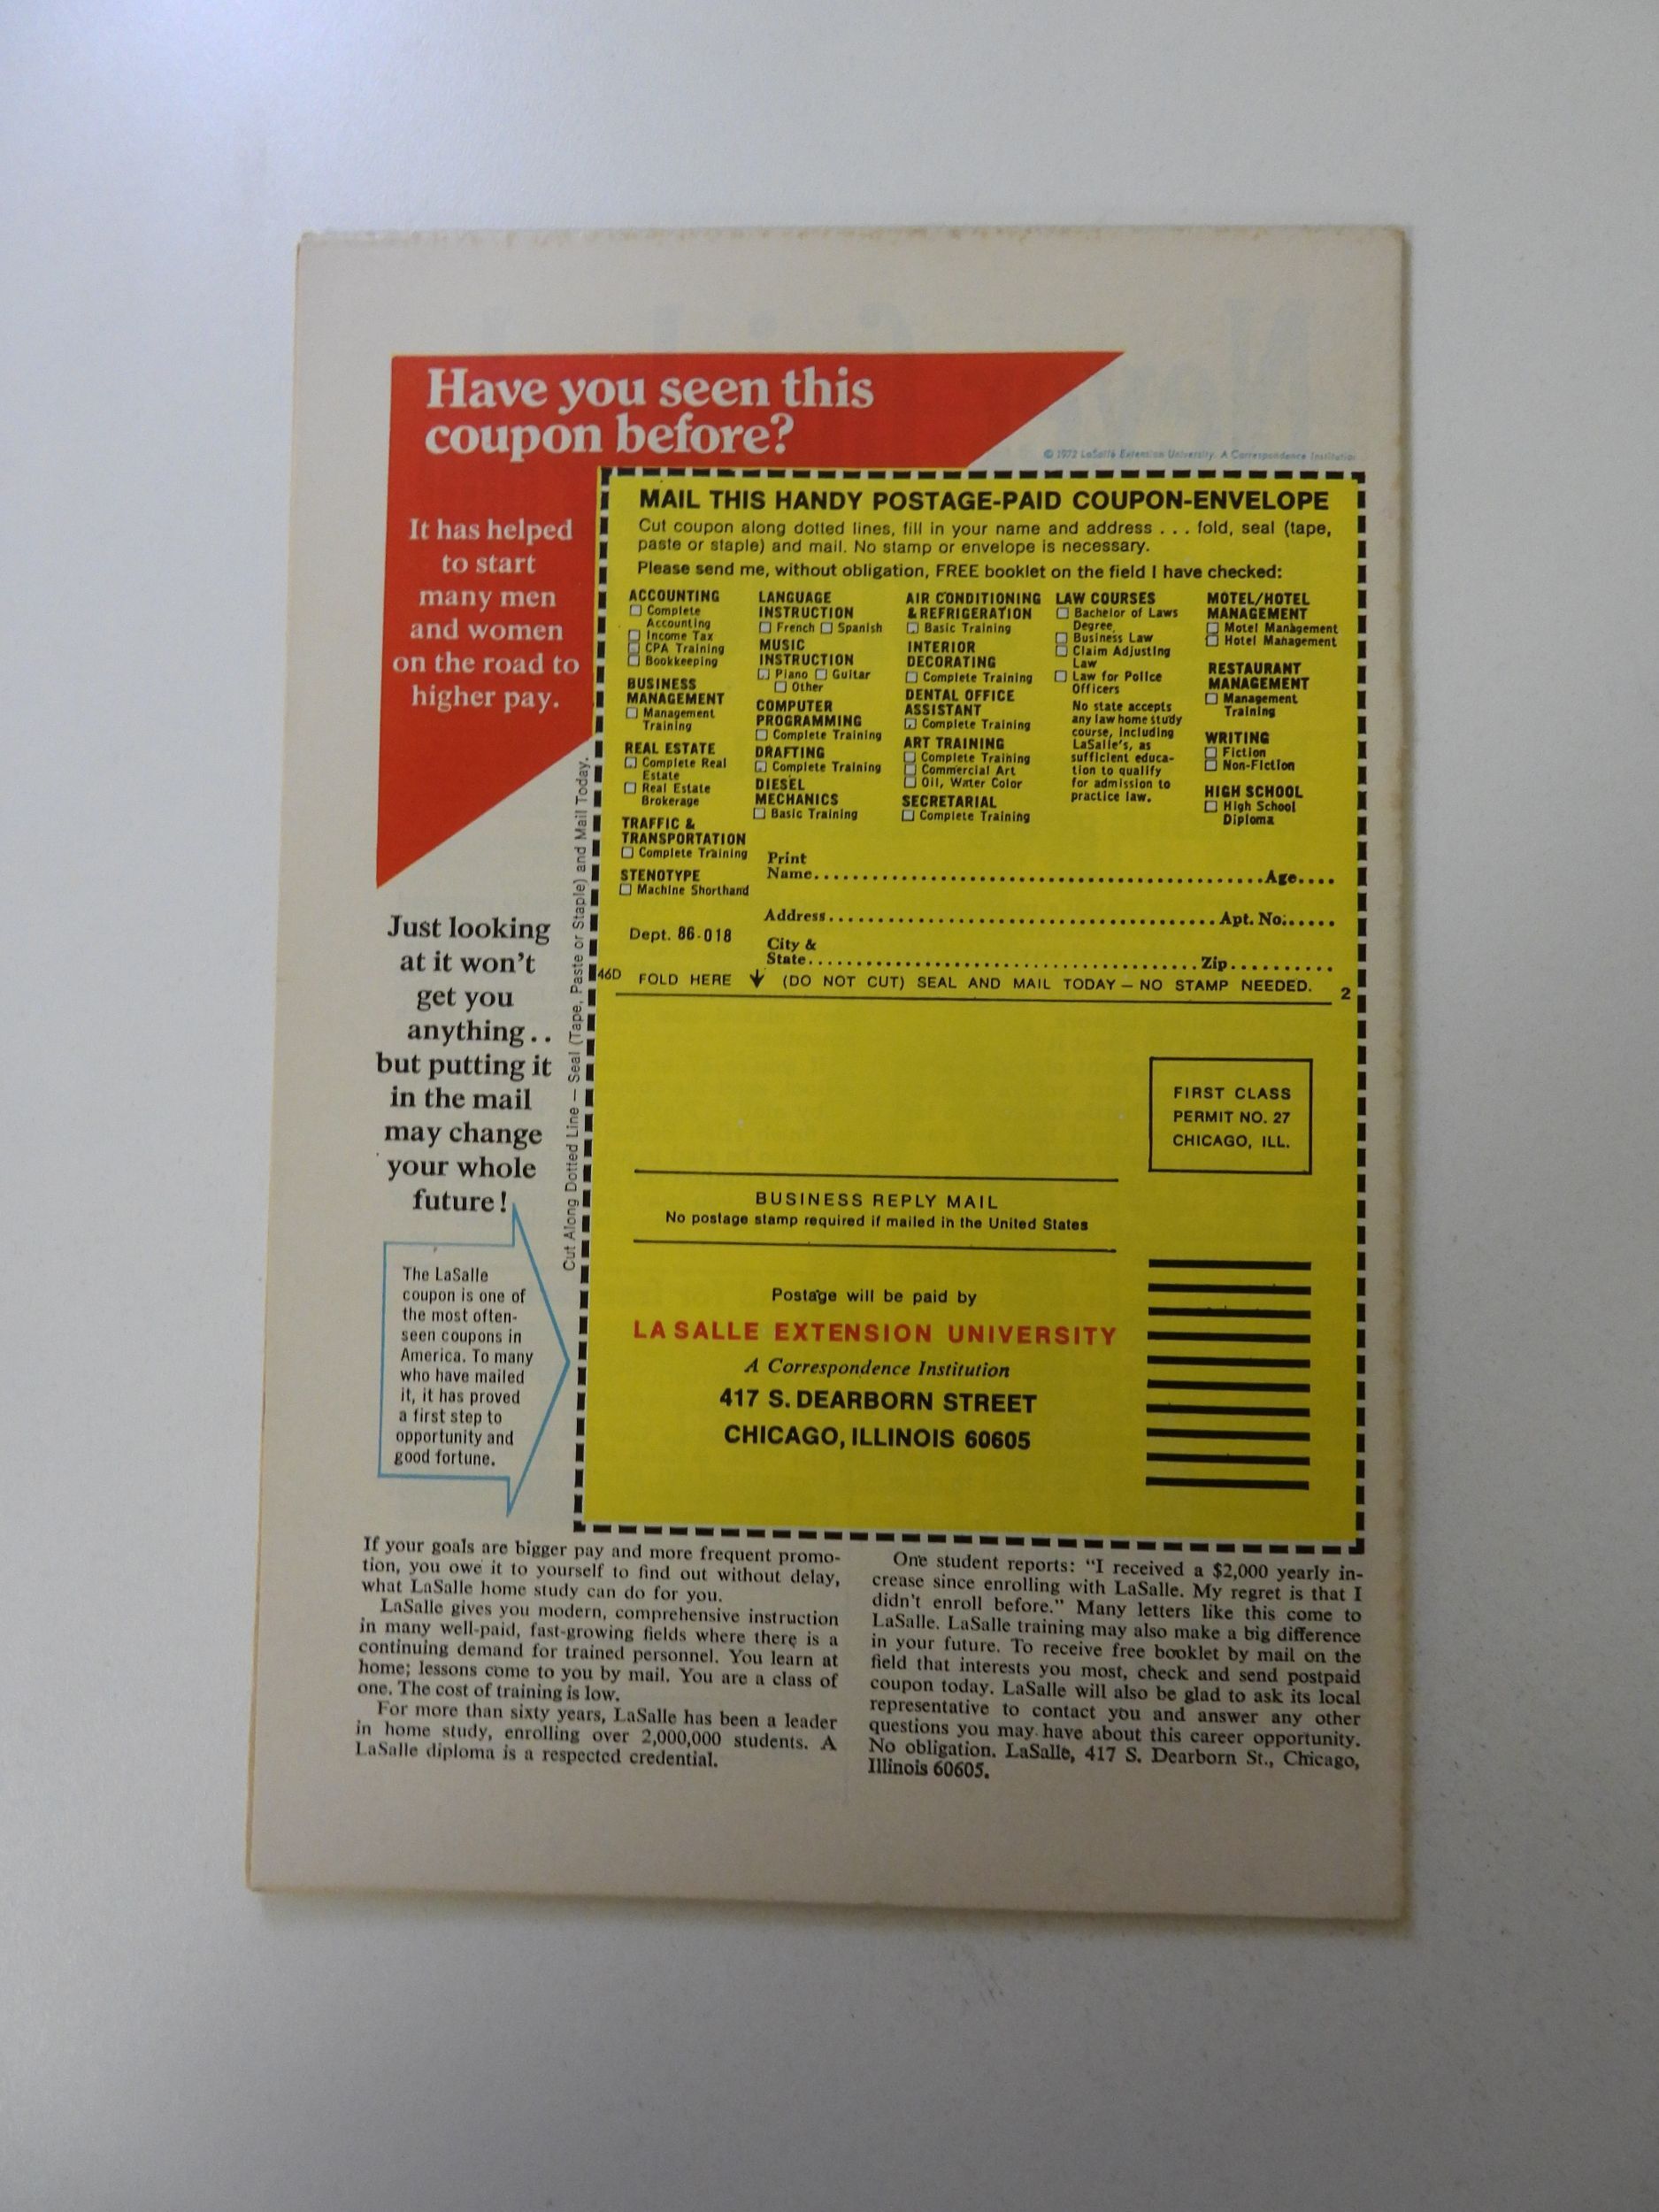 Have you seen this
coupon before?
© 1972 LaSalle Extension University. A Correspondence Institution
It has helped
to start
many men
and women
on the road to
higher pay.
Just looking
at it won't
get you
anything..
but putting it
in the mail
may change
your whole
future!
The LaSalle
coupon is one of
the most often-
seen coupons in
America. To many
who have mailed
it, it has proved
a first step to
opportunity and
good fortune.
Cut Along Dotted Line — Seal (Tape, Paste or Staple) and Mail Today.
MAIL THIS HANDY POSTAGE-PAID COUPON-ENVELOPE
Cut coupon along dotted lines, fill in your name and address . . . fold, seal (tape,
paste or staple) and mail. No stamp or envelope is necessary.
Please send me, without obligation, FREE booklet on the field I have checked:
ACCOUNTING
Complete
Accounting
Income Tax
CPA Training
Bookkeeping
BUSINESS
MANAGEMENT
Management
Training
REAL ESTATE
Complete Real
Estate
Real Estate
Brokerage
TRAFFIC &
TRANSPORTATION
Complete Training
STENOTYPE
Machine Shorthand
LANGUAGE
INSTRUCTION
French Spanish
MUSIC
INSTRUCTION
Piano Guitar
Other
COMPUTER
PROGRAMMING
Complete Training
DRAFTING
Complete Training
DIESEL
MECHANICS
Basic Training
AIR CONDITIONING
& REFRIGERATION
Basic Training
INTERIOR
DECORATING
Complete Training
DENTAL OFFICE
ASSISTANT
Complete Training
ART TRAINING
Complete Training
Commercial Art
Oil, Water Color
SECRETARIAL
Complete Training
LAW COURSES
Bachelor of Laws
Degree
Business Law
Claim Adjusting
Law
Law for Police
Officers
No state accepts
any law home study
course, including
LaSalle's, as
sufficient educa-
tion to qualify
for admission to
practice law.
MOTEL/HOTEL
MANAGEMENT
Motel Management
Hotel Management
RESTAURANT
MANAGEMENT
Management
Training
WRITING
Fiction
Non-Fiction
HIGH SCHOOL
High School
Diploma
Print
Name..........Age....
Address..........Apt. No.....
Dept. 86-018
City &
State..........Zip..........
46D FOLD HERE ↓ (DO NOT CUT) SEAL AND MAIL TODAY — NO STAMP NEEDED. 2
FIRST CLASS
PERMIT NO. 27
CHICAGO, ILL.
BUSINESS REPLY MAIL
No postage stamp required if mailed in the United States
Postage will be paid by
LA SALLE EXTENSION UNIVERSITY
A Correspondence Institution
417 S. DEARBORN STREET
CHICAGO, ILLINOIS 60605
If your goals are bigger pay and more frequent promo-
tion, you owe it to yourself to find out without delay,
what LaSalle home study can do for you.
LaSalle gives you modern, comprehensive instruction
in many well-paid, fast-growing fields where there is a
continuing demand for trained personnel. You learn at
home; lessons come to you by mail. You are a class of
one. The cost of training is low.
For more than sixty years, LaSalle has been a leader
in home study, enrolling over 2,000,000 students. A
LaSalle diploma is a respected credential.
One student reports: "I received a $2,000 yearly in-
crease since enrolling with LaSalle. My regret is that I
didn't enroll before." Many letters like this come to
LaSalle. LaSalle training may also make a big difference
in your future. To receive free booklet by mail on the
field that interests you most, check and send postpaid
coupon today. LaSalle will also be glad to ask its local
representative to contact you and answer any other
questions you may have about this career opportunity.
No obligation. LaSalle, 417 S. Dearborn St., Chicago,
Illinois 60605.